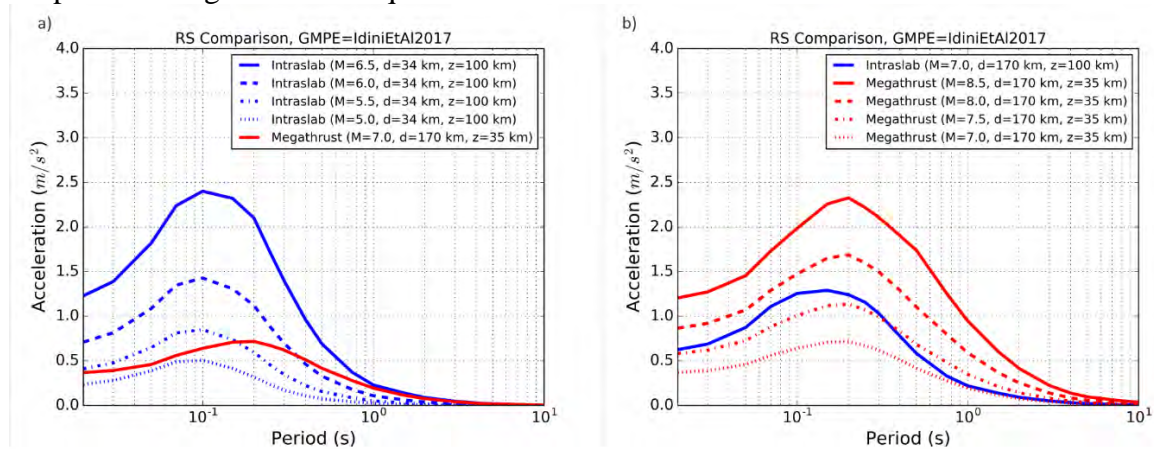 a)
RS Comparison, GMPE=IdiniEtAl2017
Intraslab (M=6.5, d=34 km, z=100 km)
Intraslab (M=6.0, d=34 km, z=100 km)
Intraslab (M=5.5, d=34 km, z=100 km)
Intraslab (M=5.0, d=34 km, z=100 km)
Megathrust (M=7.0, d=170 km, z=35 km)
Acceleration (m/s²)
4.0
3.5
3.0
2.5
2.0
1.5
1.0
0.5
0.0
10⁻¹
10⁰
10¹
Period (s)
b)
RS Comparison, GMPE=IdiniEtAl2017
Intraslab (M=7.0, d=170 km, z=100 km)
Megathrust (M=8.5, d=170 km, z=35 km)
Megathrust (M=8.0, d=170 km, z=35 km)
Megathrust (M=7.5, d=170 km, z=35 km)
Megathrust (M=7.0, d=170 km, z=35 km)
Acceleration (m/s²)
4.0
3.5
3.0
2.5
2.0
1.5
1.0
0.5
0.0
10⁻¹
10⁰
10¹
Period (s)